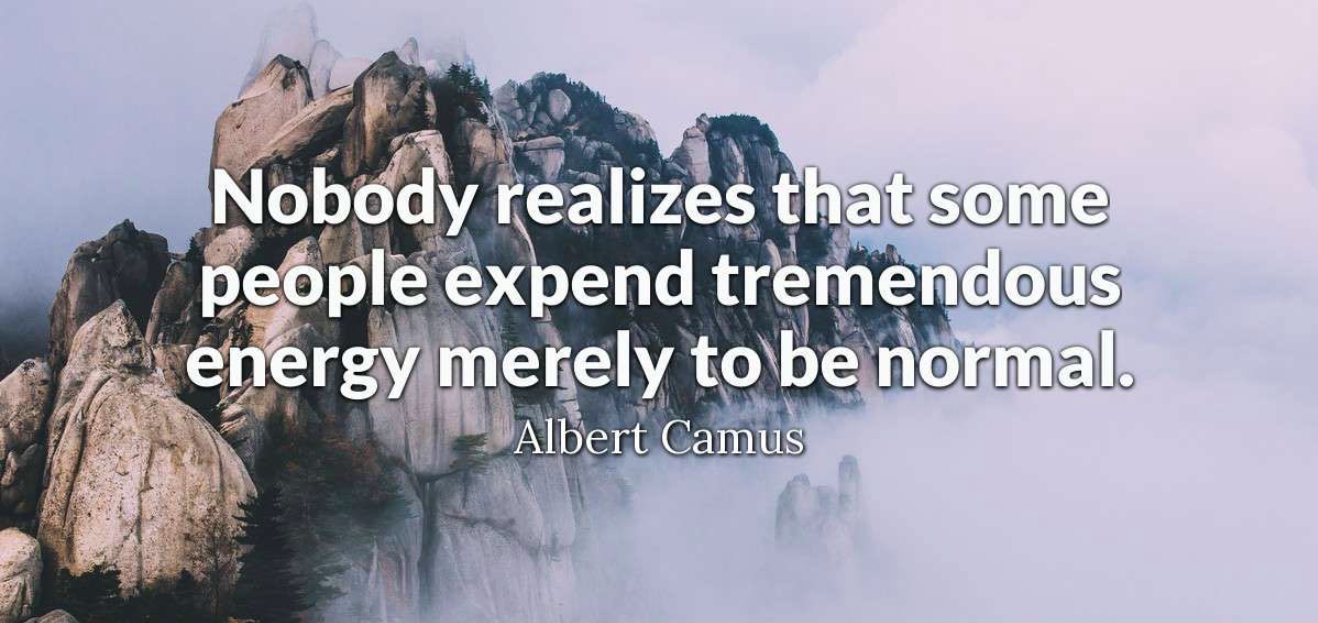 Nobody realizes that some
people expend tremendous
energy merely to be normal.
Albert Camus